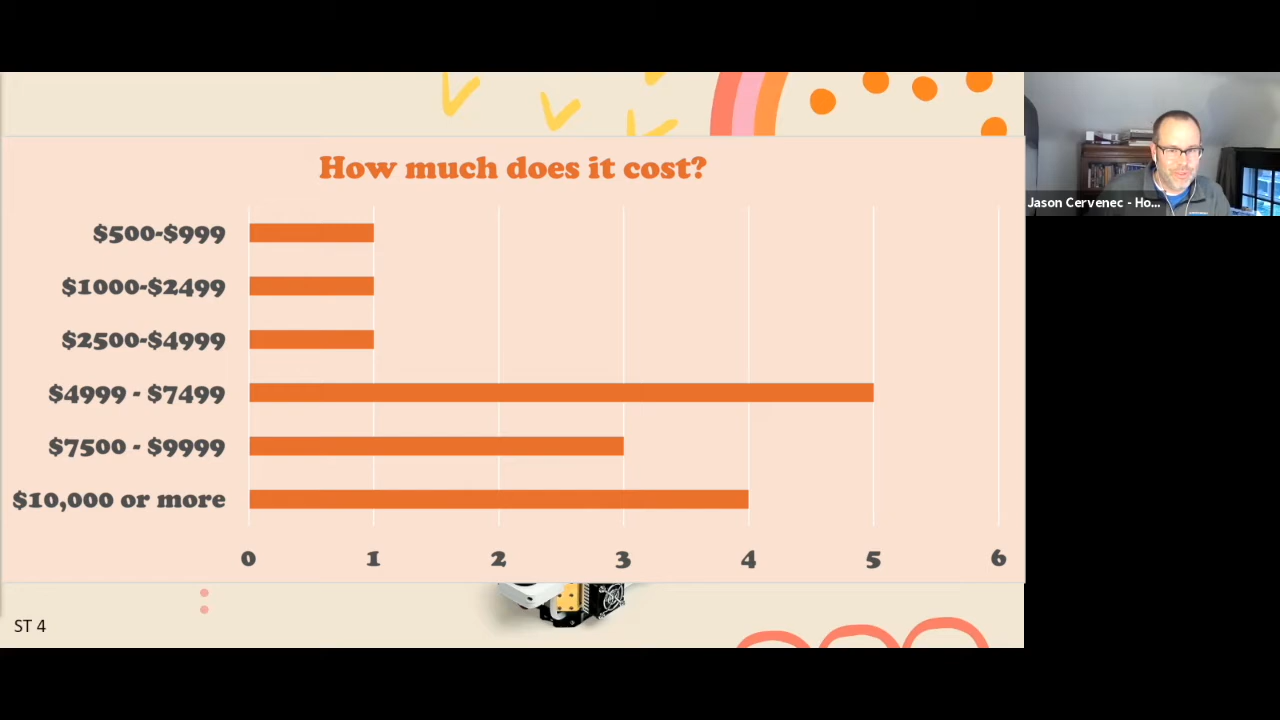 How much does it cost?
$500-$999
$1000-$2499
$2500-$4999
$4999 - $7499
$7500 - $9999
$10,000 or more
0 1 2 3 4 5 6
ST 4
Jason Cervenec - Ho...